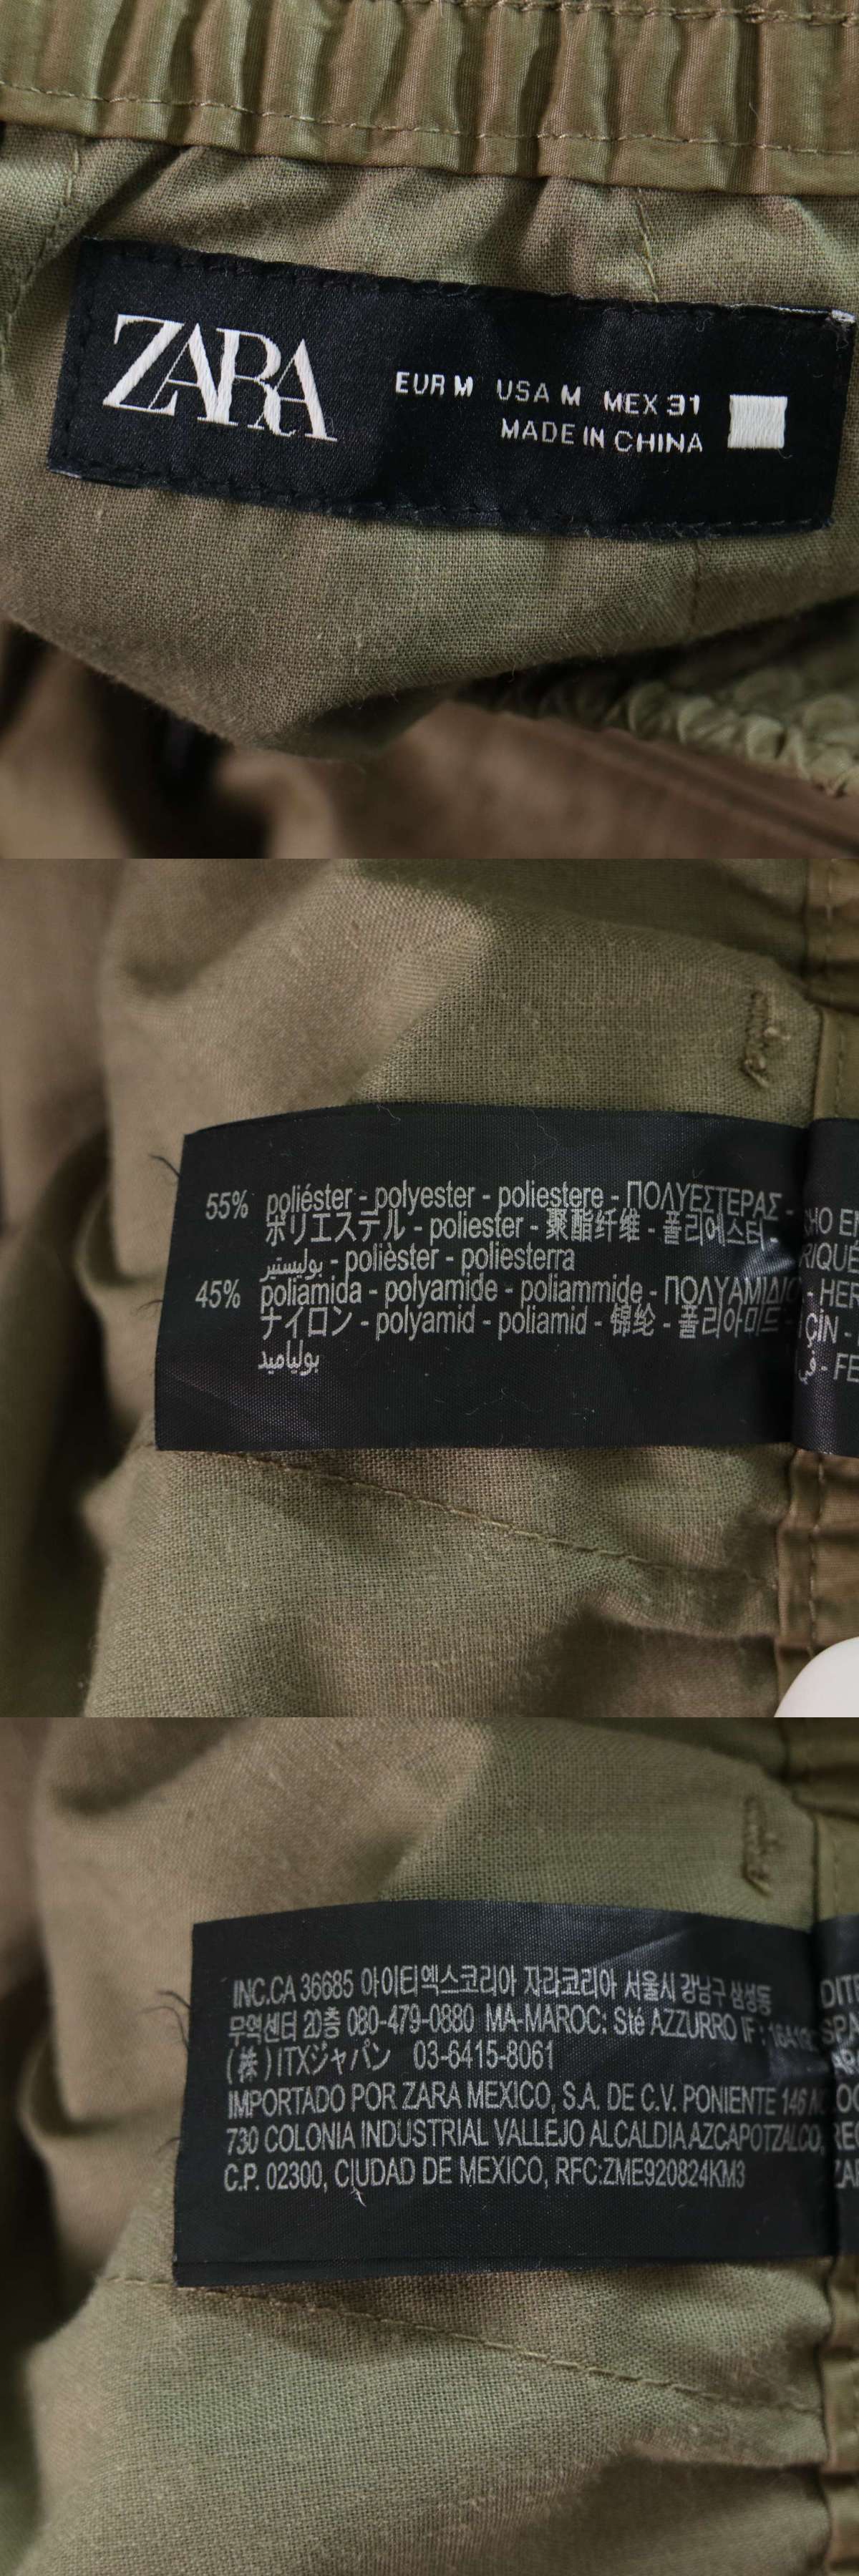 ZARA
EUR M USA M MEX 31
MADE IN CHINA
55% poliéster - polyester - poliestere - ΠΟΛΥΕΣΤΕΡΑΣ -
ポリエステル - poliester - 聚酯纤维 - 폴리에스터 -
بوليستير - polièster - poliesterra
45% poliamida - polyamide - poliammide - ΠΟΛΥΑΜΙΔΙΟ
ナイロン - polyamid - poliamid - 锦纶 - 폴리아미드 -
بولياميد
INC.CA 36685 아이티엑스코리아 자라코리아 서울시 강남구 삼성동
무역센터 20층 080-479-0880 MA-MAROC: Sté AZZURRO IF:
(株)ITXジャパン 03-6415-8061
IMPORTADO POR ZARA MEXICO, S.A. DE C.V. PONIENTE 146
730 COLONIA INDUSTRIAL VALLEJO ALCALDIA AZCAPOTZALCO,
C.P. 02300, CIUDAD DE MEXICO, RFC:ZME920824KM3